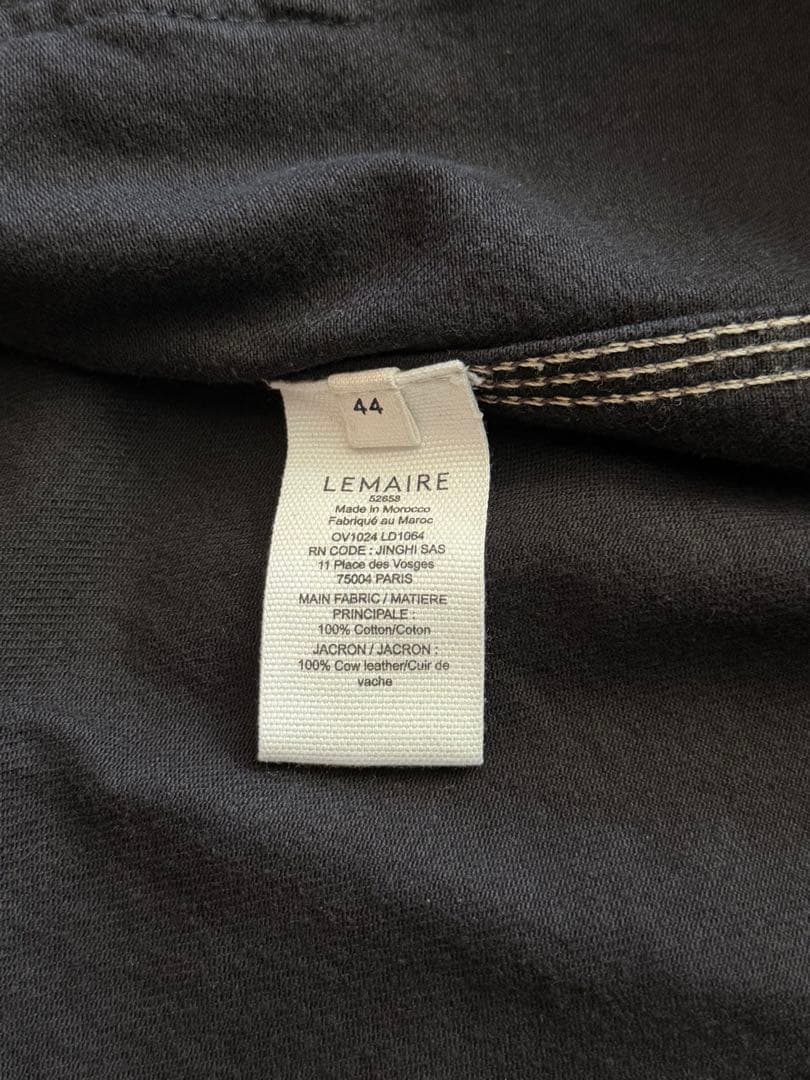 44
LEMAIRE
52658
Made in Morocco
Fabriqué au Maroc
OV1024 LD1064
RN CODE : JINGHI SAS
11 Place des Vosges
75004 PARIS
MAIN FABRIC / MATIERE
PRINCIPALE :
100% Cotton/Coton
JACRON / JACRON :
100% Cow leather/Cuir de
vache